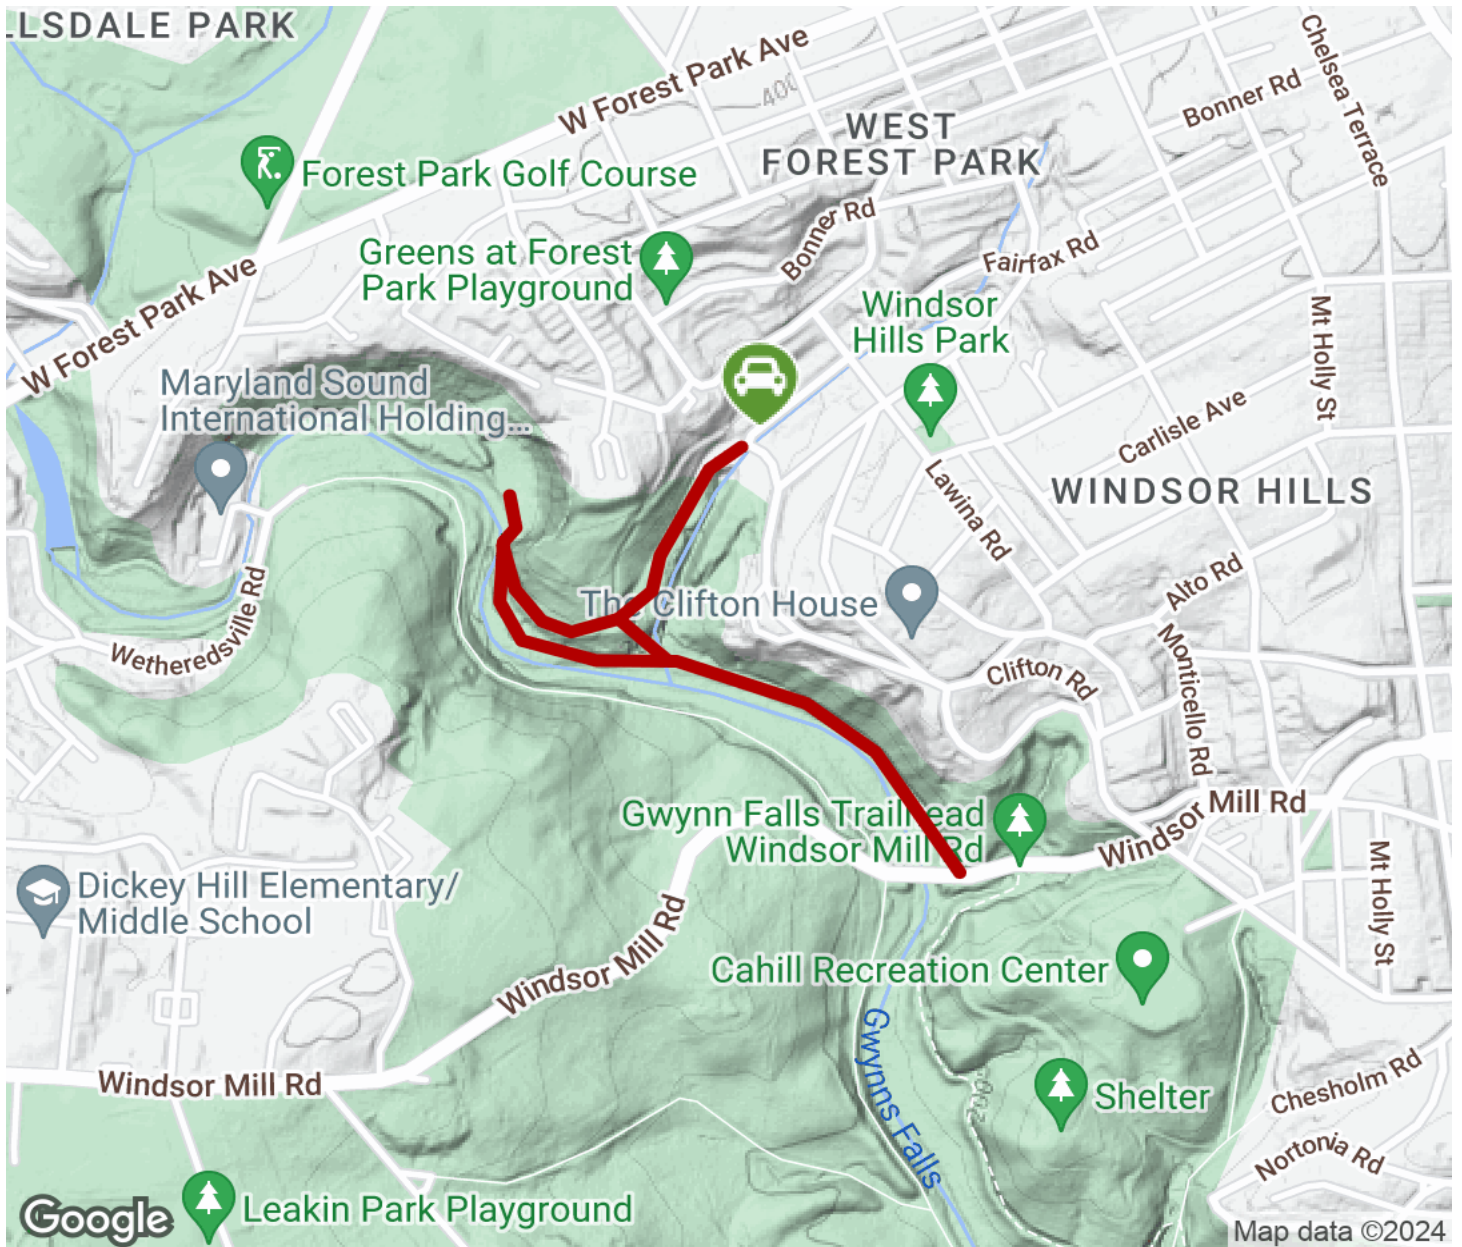 LLSDALE PARK
W Forest Park Ave
400
Chelsea Terrace
Bonner Rd
WEST
FOREST PARK
Forest Park Golf Course
Bonner Rd
Fairfax Rd
Greens at Forest
Park Playground
W Forest Park Ave
Windsor
Hills Park
Mt Holly St
Maryland Sound
International Holding...
Carlisle Ave
Lawina Rd
WINDSOR HILLS
Alto Rd
The Clifton House
Wetheredsville Rd
Clifton Rd
Monticello Rd
Gwynn Falls Trailhead
Windsor Mill Rd
Windsor Mill Rd
Mt Holly St
Dickey Hill Elementary/
Middle School
Windsor Mill Rd
Cahill Recreation Center
Gwynns Falls
Windsor Mill Rd
Shelter
Chesholm Rd
Nortonia Rd
Leakin Park Playground
Google
Map data ©2024